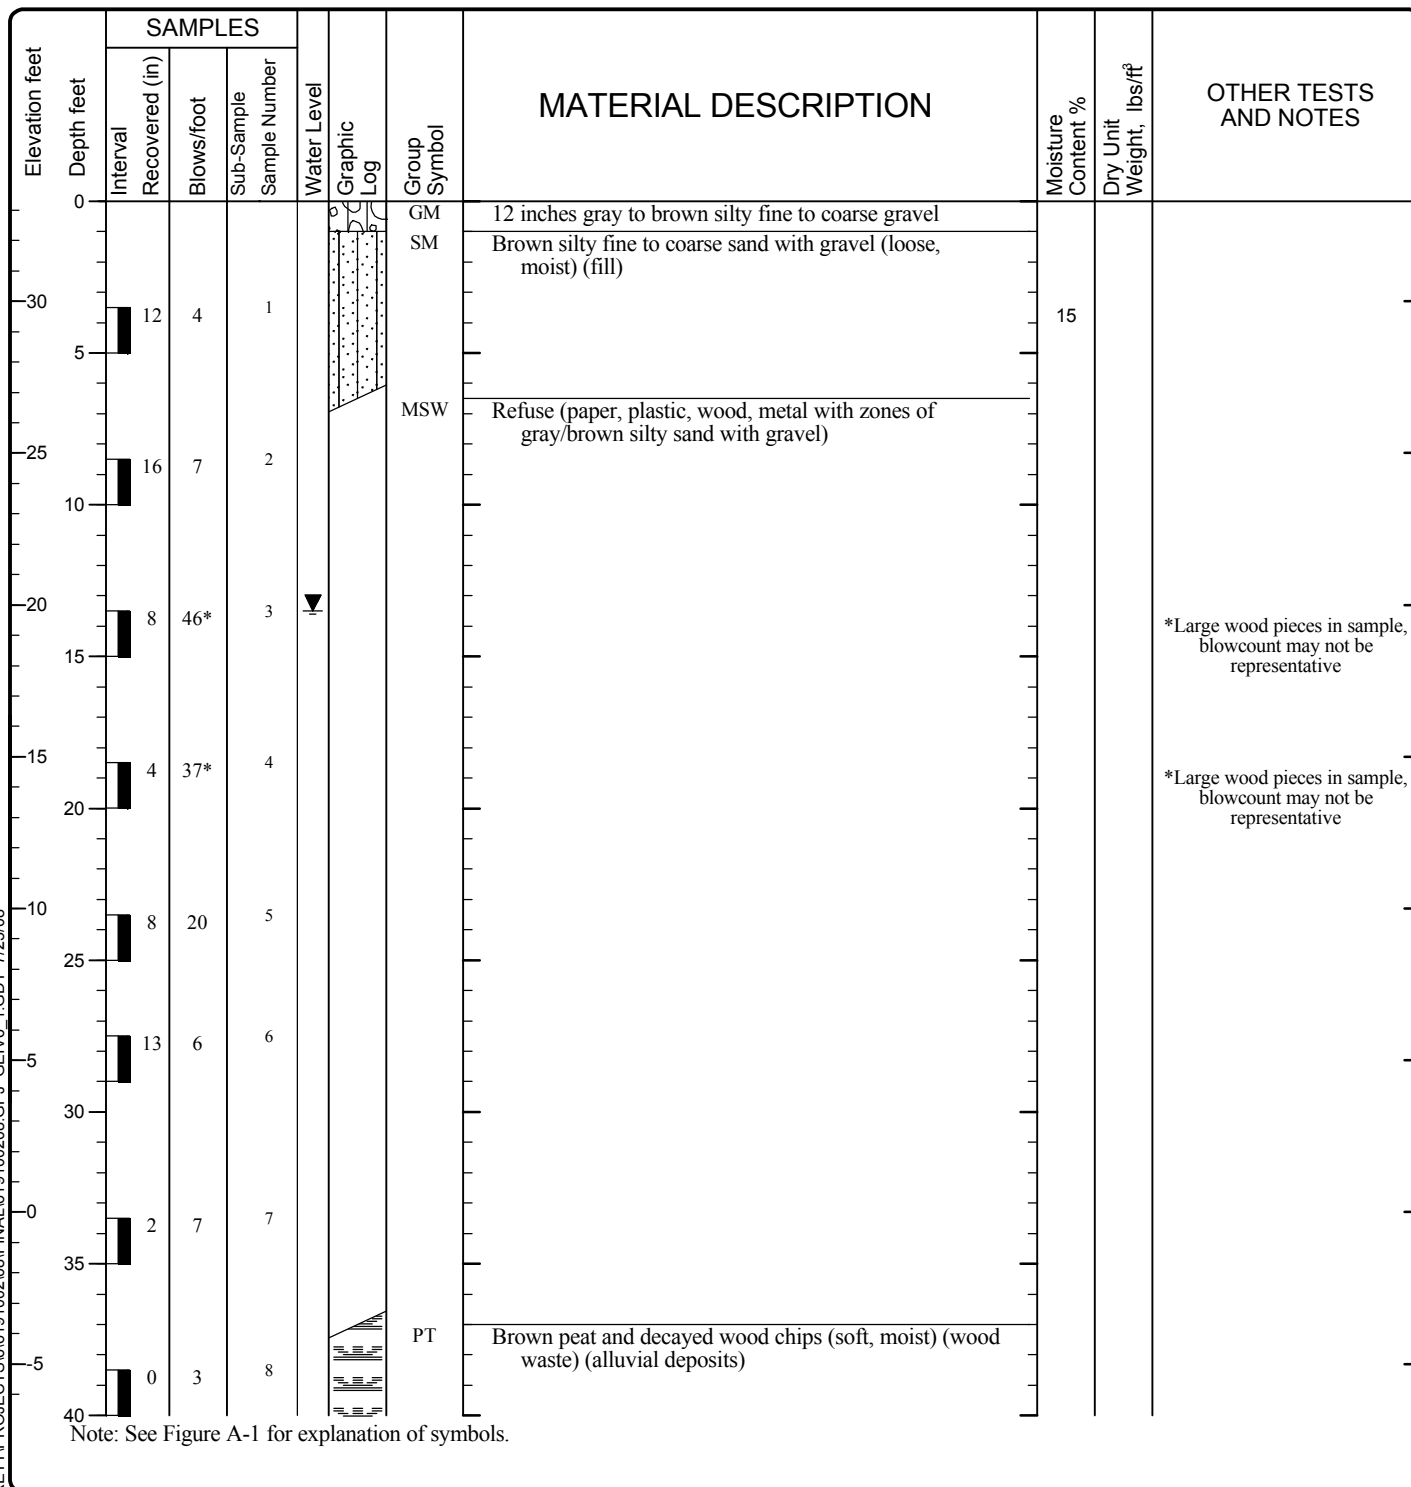 SAMPLES
Elevation feet
Depth feet
Interval
Recovered (in)
Blows/foot
Sub-Sample
Sample Number
Water Level
Graphic
Log
Group
Symbol
MATERIAL DESCRIPTION
Moisture
Content %
Dry Unit
Weight, lbs/ft³
OTHER TESTS
AND NOTES
0
GM 12 inches gray to brown silty fine to coarse gravel
SM Brown silty fine to coarse sand with gravel (loose,
moist) (fill)
30
12 4 1 15
5
MSW Refuse (paper, plastic, wood, metal with zones of
gray/brown silty sand with gravel)
25
16 7 2
10
20
8 46* 3 *Large wood pieces in sample,
blowcount may not be
representative
15
15
4 37* 4 *Large wood pieces in sample,
blowcount may not be
representative
20
10
8 20 5
25
13 6 6
5
30
0
2 7 7
35
PT Brown peat and decayed wood chips (soft, moist) (wood
waste) (alluvial deposits)
-5
0 3 8
40
Note: See Figure A-1 for explanation of symbols.